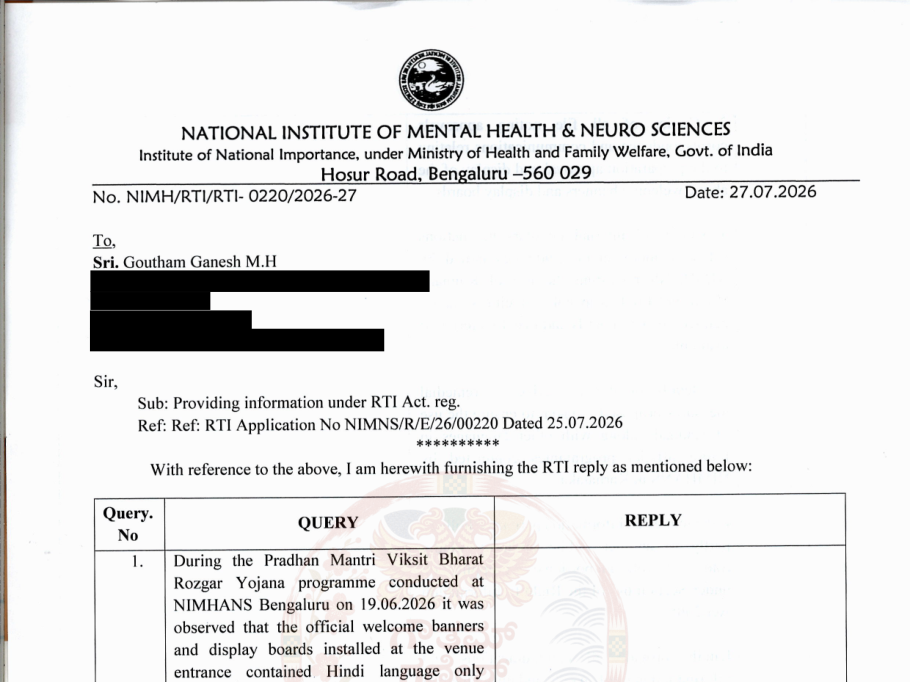 NATIONAL INSTITUTE OF MENTAL HEALTH & NEURO SCIENCES
Institute of National Importance, under Ministry of Health and Family Welfare, Govt. of India
Hosur Road, Bengaluru –560 029
No. NIMH/RTI/RTI- 0220/2026-27
Date: 27.07.2026
To,
Sri. Goutham Ganesh M.H
Sir,
Sub: Providing information under RTI Act. reg.
Ref: Ref: RTI Application No NIMNS/R/E/26/00220 Dated 25.07.2026
**********
With reference to the above, I am herewith furnishing the RTI reply as mentioned below:
Query. No
QUERY
REPLY
1.
During the Pradhan Mantri Viksit Bharat
Rozgar Yojana programme conducted at
NIMHANS Bengaluru on 19.06.2026 it was
observed that the official welcome banners
and display boards installed at the venue
entrance contained Hindi language only